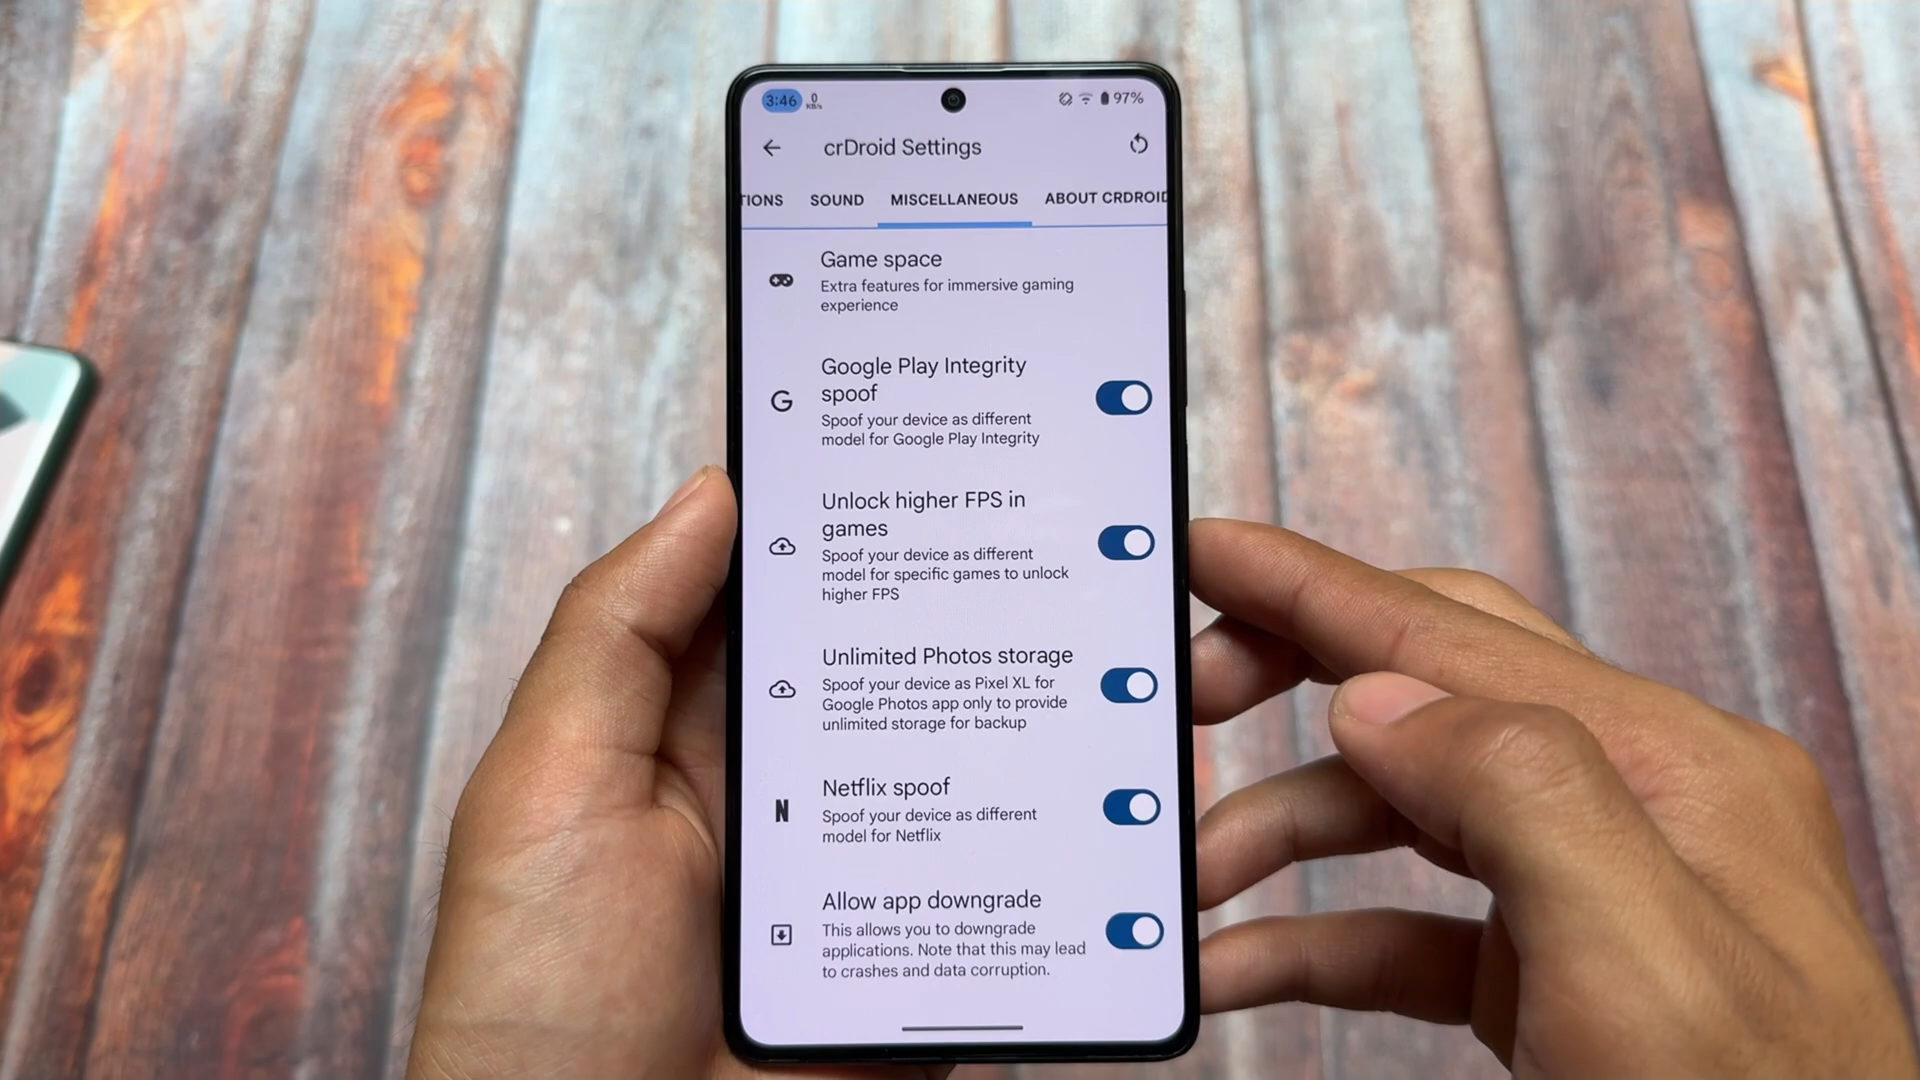 3:46 0 KB/s 97%
crDroid Settings
TIONS SOUND MISCELLANEOUS ABOUT CRDROID
Game space
Extra features for immersive gaming
experience
Google Play Integrity
spoof
Spoof your device as different
model for Google Play Integrity
Unlock higher FPS in
games
Spoof your device as different
model for specific games to unlock
higher FPS
Unlimited Photos storage
Spoof your device as Pixel XL for
Google Photos app only to provide
unlimited storage for backup
Netflix spoof
Spoof your device as different
model for Netflix
Allow app downgrade
This allows you to downgrade
applications. Note that this may lead
to crashes and data corruption.